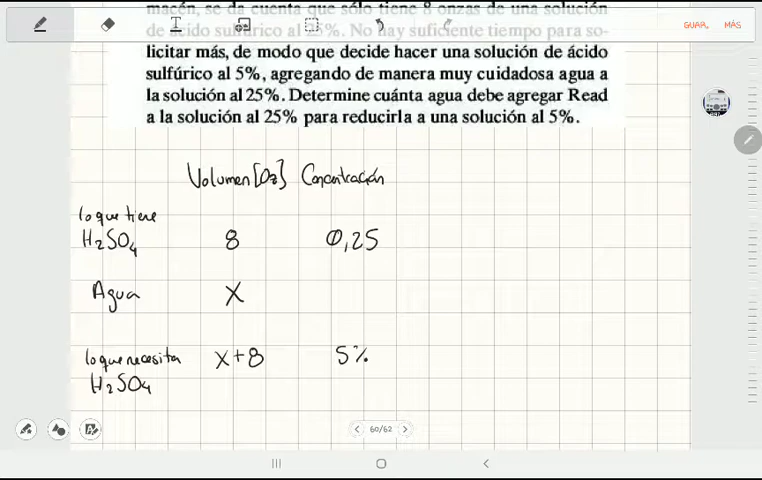 GUAR. MÁS
macén, se da cuenta que sólo tiene 8 onzas de una solución
de ácido sulfúrico al 25%. No hay suficiente tiempo para so-
licitar más, de modo que decide hacer una solución de ácido
sulfúrico al 5%, agregando de manera muy cuidadosa agua a
la solución al 25%. Determine cuánta agua debe agregar Read
a la solución al 25% para reducirla a una solución al 5%.
Volumen [Oz] Concentración
lo que tiene
H₂SO₄ 8 0,25
Agua X
lo que necesita X+8 5%
H₂SO₄
60/62